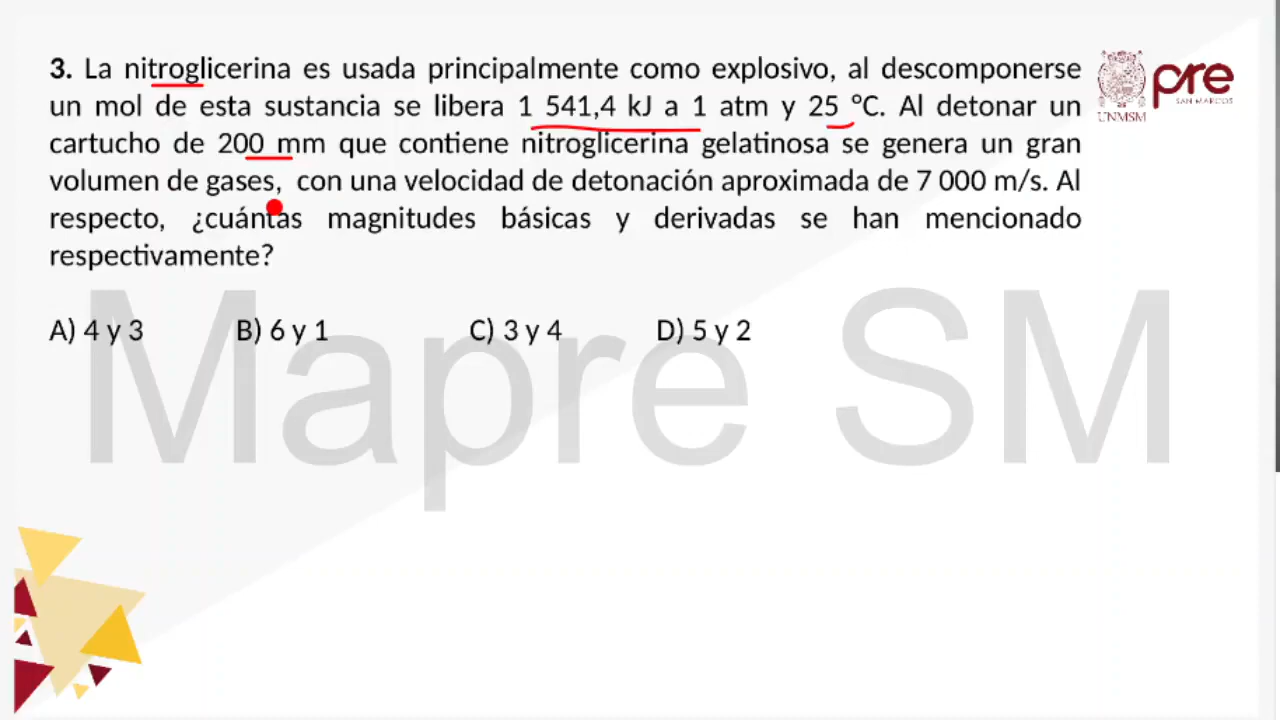 3. La nitroglicerina es usada principalmente como explosivo, al descomponerse
un mol de esta sustancia se libera 1 541,4 kJ a 1 atm y 25 °C. Al detonar un
cartucho de 200 mm que contiene nitroglicerina gelatinosa se genera un gran
volumen de gases, con una velocidad de detonación aproximada de 7 000 m/s. Al
respecto, ¿cuántas magnitudes básicas y derivadas se han mencionado
respectivamente?
A) 4 y 3 B) 6 y 1 C) 3 y 4 D) 5 y 2
Mapre SM
pre
SAN MARCOS
UNMSM